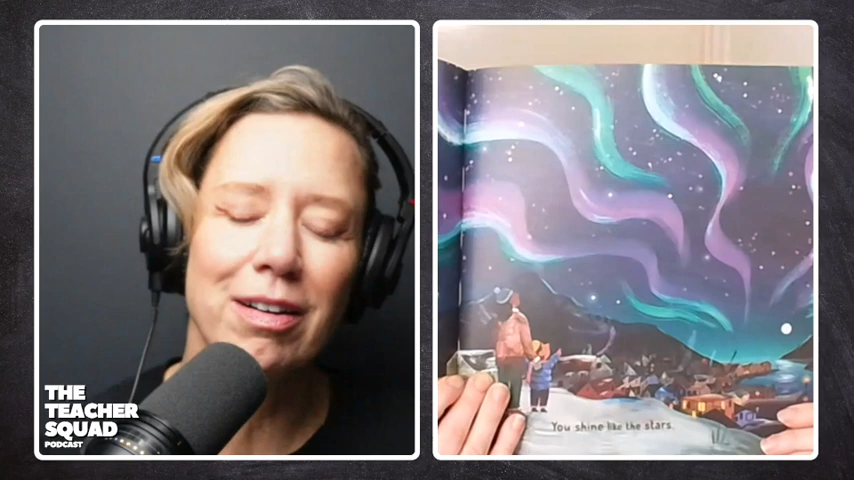 THE
TEACHER
SQUAD
PODCAST
You shine like the stars.